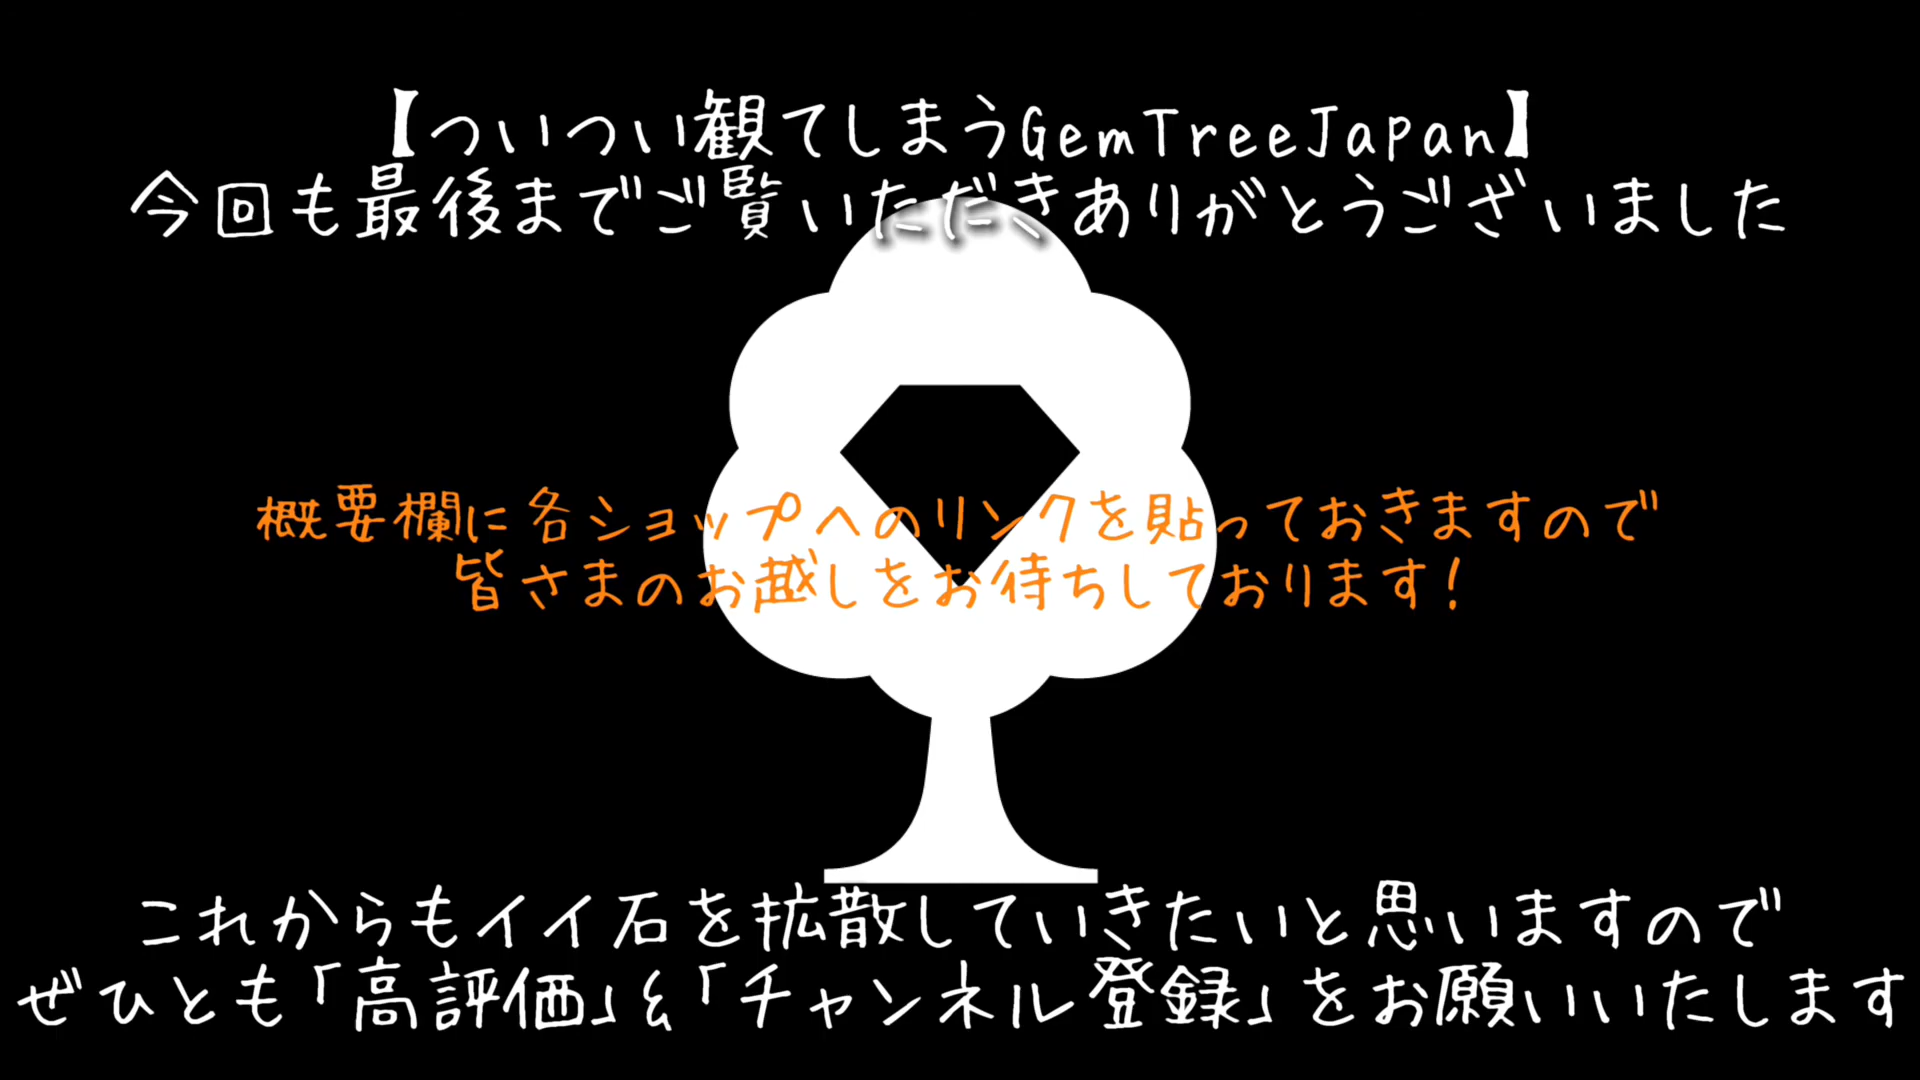 【ついつい観てしまうGemTreeJapan】
今回も最後までご覧いただきありがとうございました
概要欄に各ショップへのリンクを貼っておきますので
皆さまのお越しをお待ちしております！
これからもイイ石を拡散していきたいと思いますので
ぜひとも「高評価」&「チャンネル登録」をお願いいたします